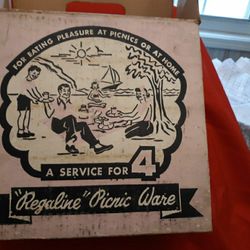 FOR EATING PLEASURE AT PICNICS OR AT HOME
A SERVICE FOR 4
"Regaline" Picnic Ware